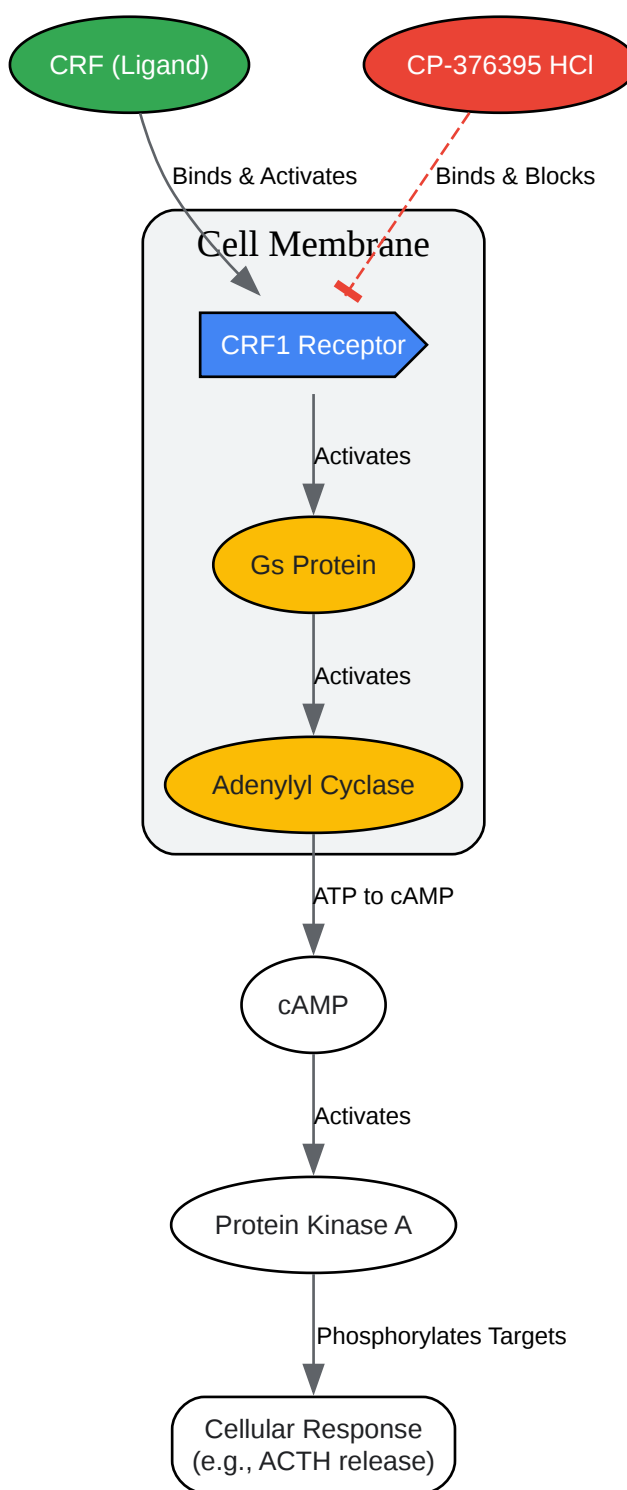 CRF (Ligand)
CP-376395 HCl
Binds & Activates
Binds & Blocks
Cell Membrane
CRF1 Receptor
Activates
Gs Protein
Activates
Adenylyl Cyclase
ATP to cAMP
cAMP
Activates
Protein Kinase A
Phosphorylates Targets
Cellular Response
(e.g., ACTH release)